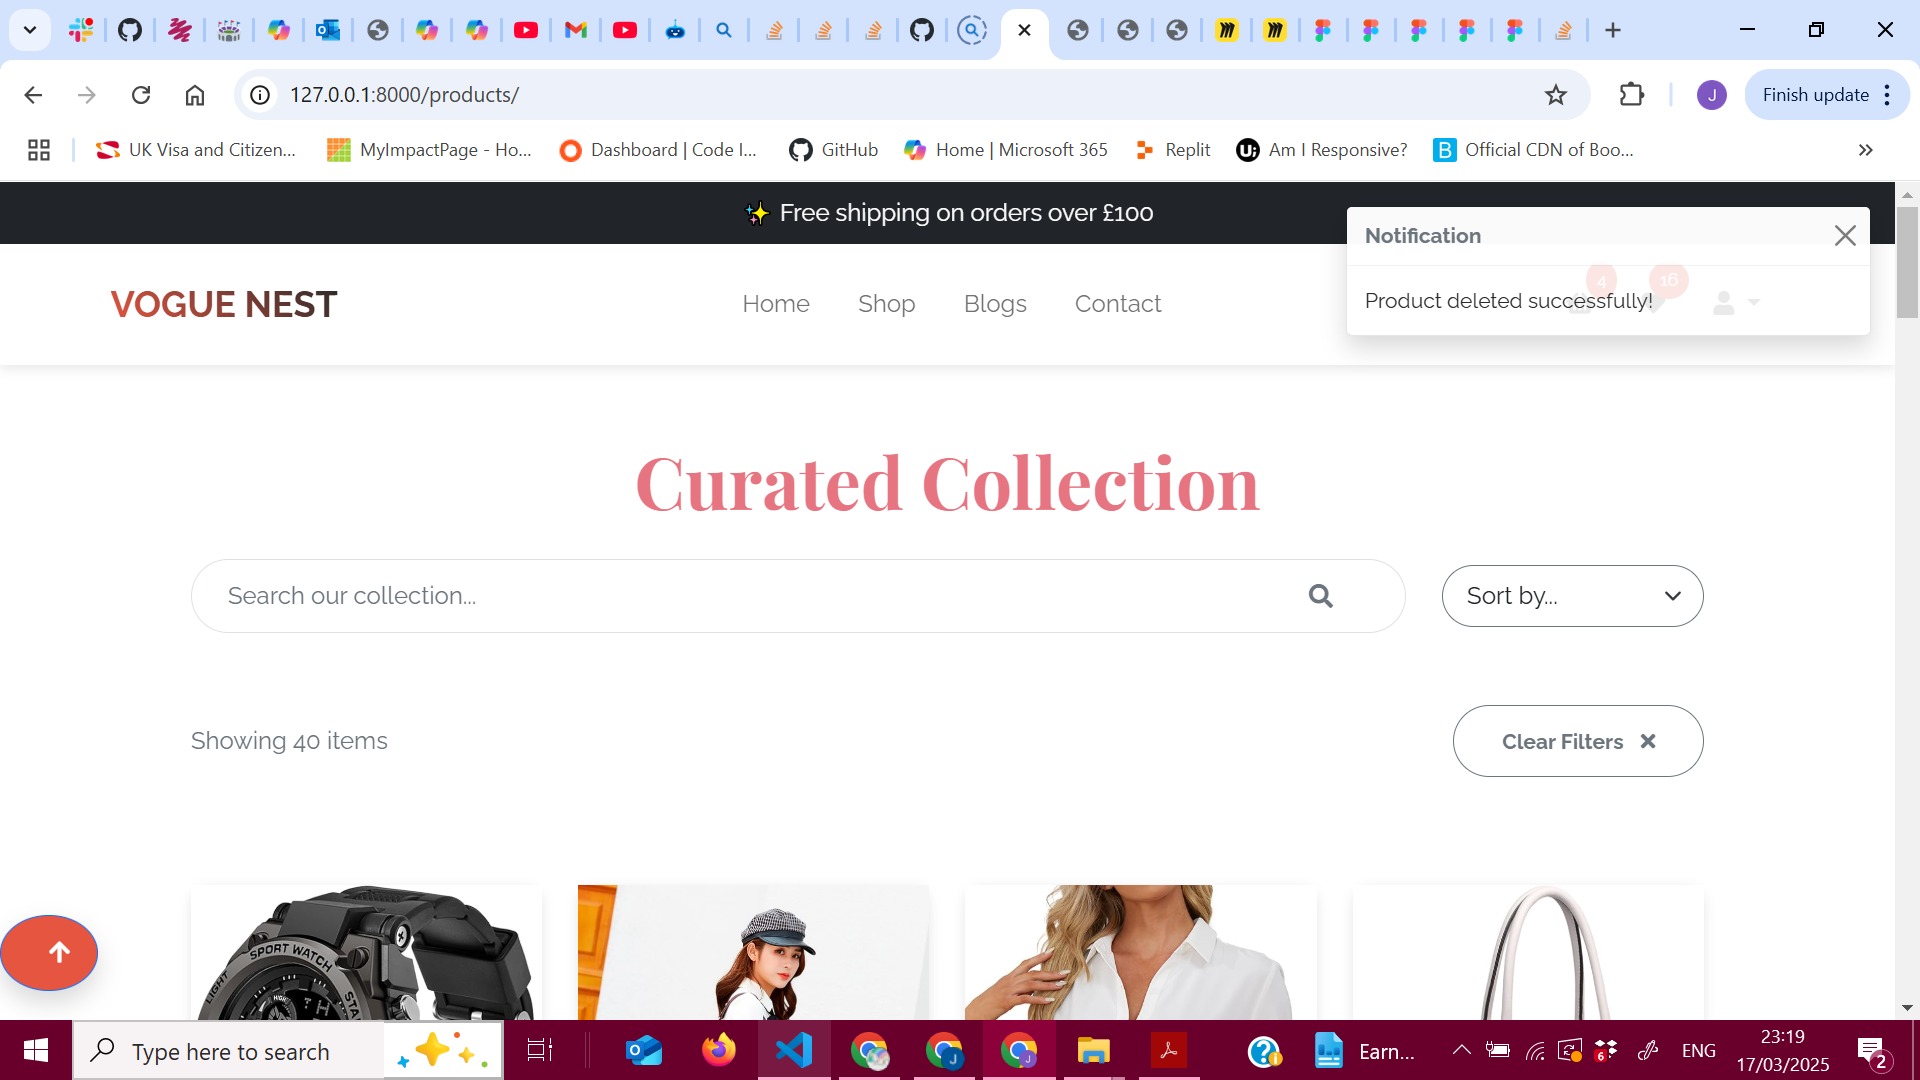 127.0.0.1:8000/products/
Finish update
J
UK Visa and Citizen...
MyImpactPage - Ho...
Dashboard | Code I...
GitHub
Home | Microsoft 365
Replit
Am I Responsive?
B
Official CDN of Boo...
✨ Free shipping on orders over £100
Notification
VOGUE NEST
Home
Shop
Blogs
Contact
4
16
Product deleted successfully!
Curated Collection
Search our collection...
Sort by...
Showing 40 items
Clear Filters
SPORT WATCH
LIGHT
Type here to search
J
J
Earn...
6
ENG
23:19
17/03/2025
2